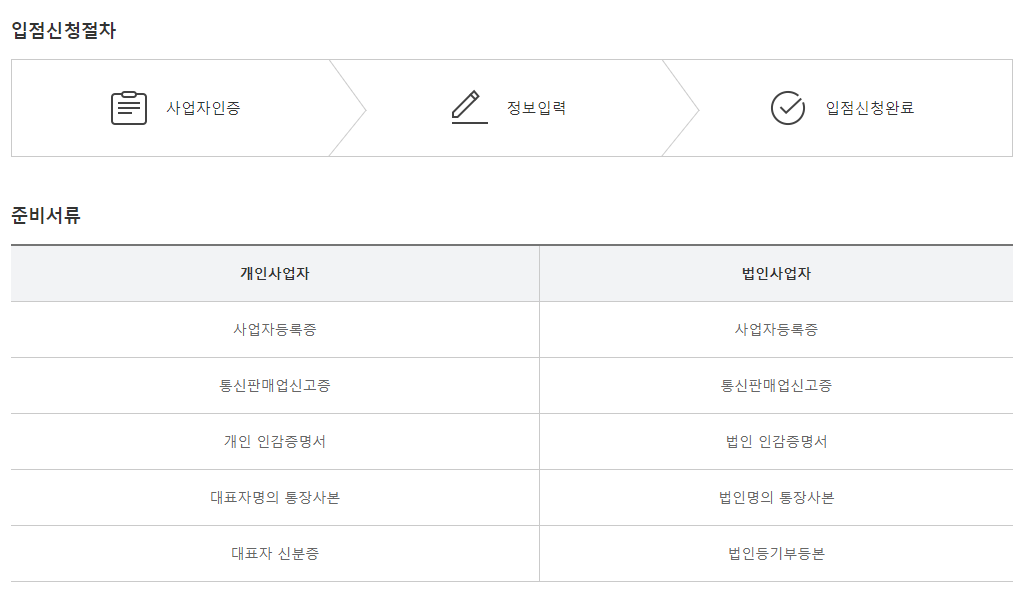 입점신청절차
사업자인증
정보입력
입점신청완료
준비서류
개인사업자 법인사업자
사업자등록증 사업자등록증
통신판매업신고증 통신판매업신고증
개인 인감증명서 법인 인감증명서
대표자명의 통장사본 법인명의 통장사본
대표자 신분증 법인등기부등본